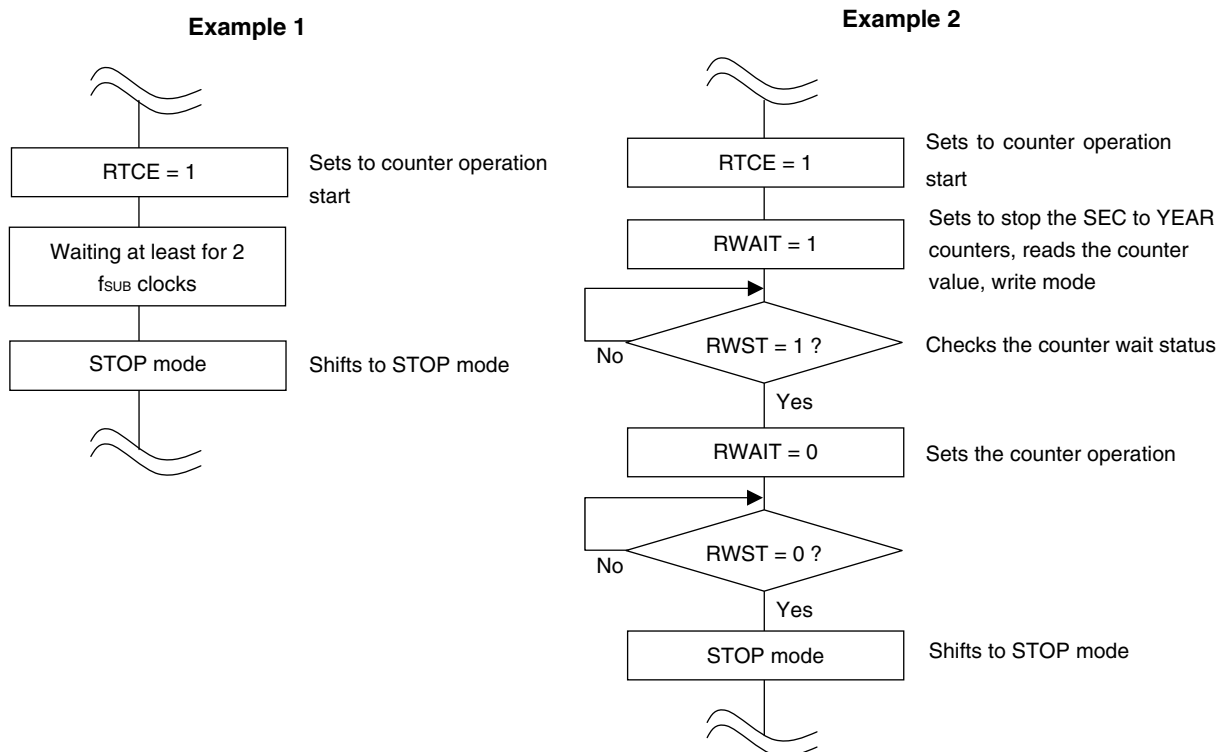 Example 1
RTCE = 1
Sets to counter operation
start
Waiting at least for 2
fSUB clocks
STOP mode
Shifts to STOP mode
Example 2
RTCE = 1
Sets to counter operation
start
RWAIT = 1
Sets to stop the SEC to YEAR
counters, reads the counter
value, write mode
RWST = 1 ?
No
Checks the counter wait status
Yes
RWAIT = 0
Sets the counter operation
RWST = 0 ?
No
Yes
STOP mode
Shifts to STOP mode